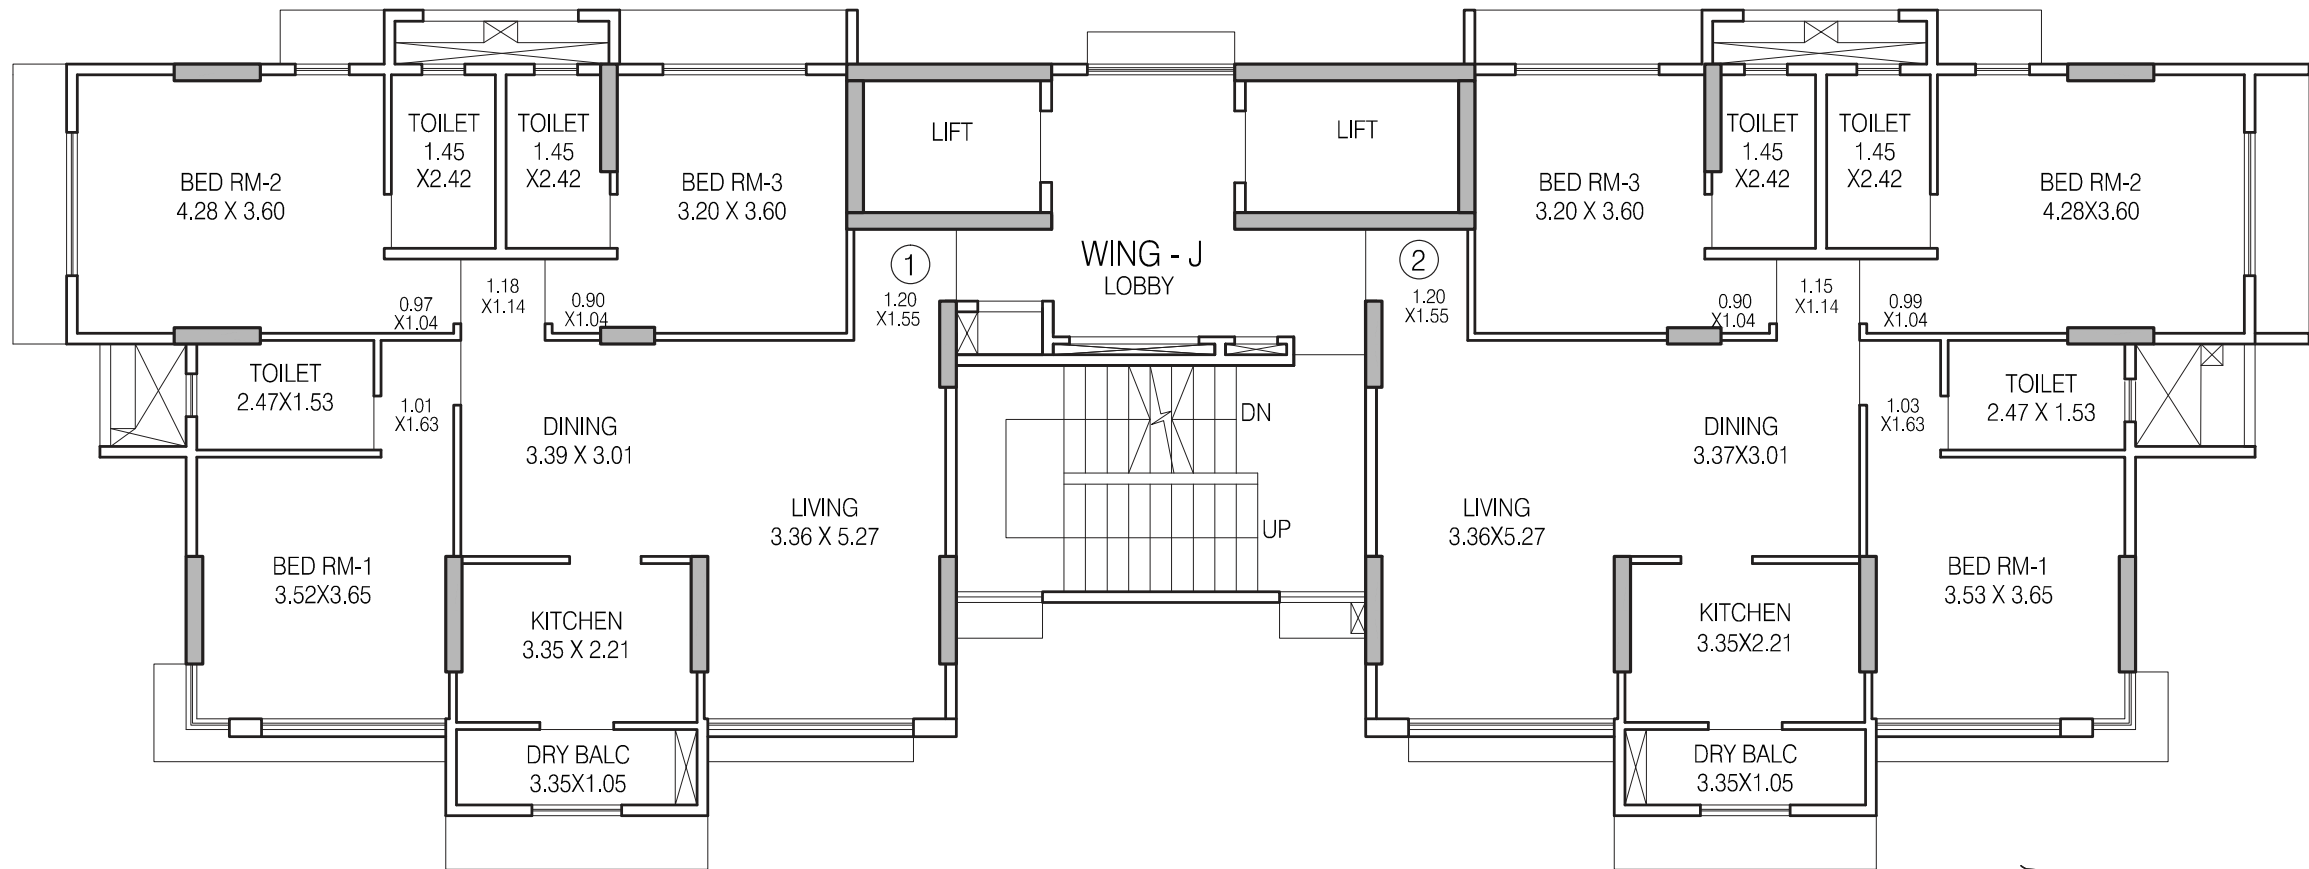 BED RM-2
4.28 X 3.60
TOILET
1.45
X2.42
TOILET
1.45
X2.42
BED RM-3
3.20 X 3.60
LIFT
LIFT
BED RM-3
3.20 X 3.60
TOILET
1.45
X2.42
TOILET
1.45
X2.42
BED RM-2
4.28X3.60
0.97
X1.04
1.18
X1.14
0.90
X1.04
1
1.20
X1.55
WING - J
LOBBY
2
1.20
X1.55
0.90
X1.04
1.15
X1.14
0.99
X1.04
TOILET
2.47X1.53
1.01
X1.63
DINING
3.39 X 3.01
LIVING
3.36 X 5.27
DN
UP
LIVING
3.36X5.27
DINING
3.37X3.01
1.03
X1.63
TOILET
2.47 X 1.53
BED RM-1
3.52X3.65
KITCHEN
3.35 X 2.21
KITCHEN
3.35X2.21
BED RM-1
3.53 X 3.65
DRY BALC
3.35X1.05
DRY BALC
3.35X1.05